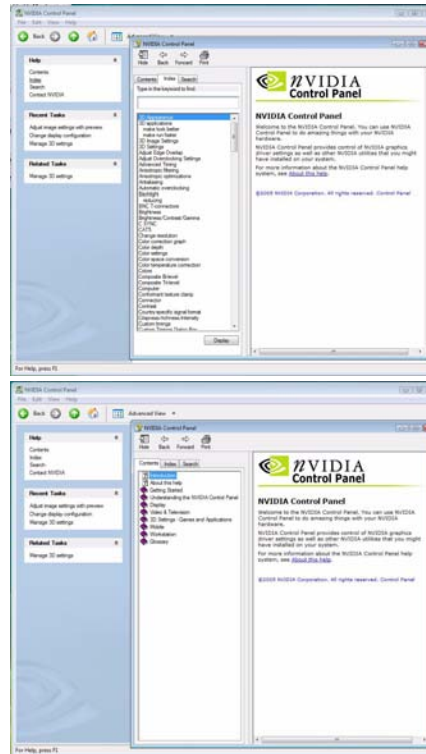 NVIDIA Control Panel
File Edit View Help
Back
NVIDIA Control Panel
Hide Back Forward Print
Help
Contents
Index
Search
Contact NVIDIA
Recent Tasks
Adjust image settings with preview
Change display configuration
Manage 3D settings
Related Tasks
Manage 3D settings
Contents Index Search
Type in the keyword to find:
3D Appearance
3D applications
make look better
make run faster
3D Image Settings
3D Settings
Adjust Edge Overlap
Adjust Overclocking Settings
Advanced Timing
Anisotropic filtering
Anisotropic optimizations
Antialiasing
Automatic overclocking
Backlight
reducing
BNC T-connectors
Brightness
Brightness/Contrast/Gamma
CAT5
Change resolution
Color correction graph
Color depth
Color settings
Color space conversion
Color temperature correction
Colors
Composite Bi-level
Composite Tri-level
Computer
Conformant texture clamp
Connector
Contrast
Country-specific signal format
Custom timings
Display
NVIDIA
Control Panel
NVIDIA Control Panel
Welcome to the NVIDIA Control Panel. You can use NVIDIA
Control Panel to do amazing things with your NVIDIA
hardware.
NVIDIA Control Panel provides control of NVIDIA graphics
driver settings as well as other NVIDIA utilities that you might
have installed on your system.
For more information about the NVIDIA Control Panel help
system, see About this help.
©2005 NVIDIA Corporation. All rights reserved. Control Panel
For Help, press F1
NVIDIA Control Panel
File Edit View Help
Back Advanced View
NVIDIA Control Panel
Hide Back Forward Print
Help
Contents
Index
Search
Contact NVIDIA
Recent Tasks
Adjust image settings with preview
Change display configuration
Manage 3D settings
Related Tasks
Manage 3D settings
Contents Index Search
Introduction
About this help
Getting Started
Understanding the NVIDIA Control Panel
Display
Video & Television
3D Settings - Games and Applications
Mobile
Workstation
Glossary
NVIDIA
Control Panel
NVIDIA Control Panel
Welcome to the NVIDIA Control Panel. You can use NVIDIA
Control Panel to do amazing things with your NVIDIA
hardware.
NVIDIA Control Panel provides control of NVIDIA graphics
driver settings as well as other NVIDIA utilities that you might
have installed on your system.
For more information about the NVIDIA Control Panel help
system, see About this help.
©2005 NVIDIA Corporation. All rights reserved. Control Panel
For Help, press F1